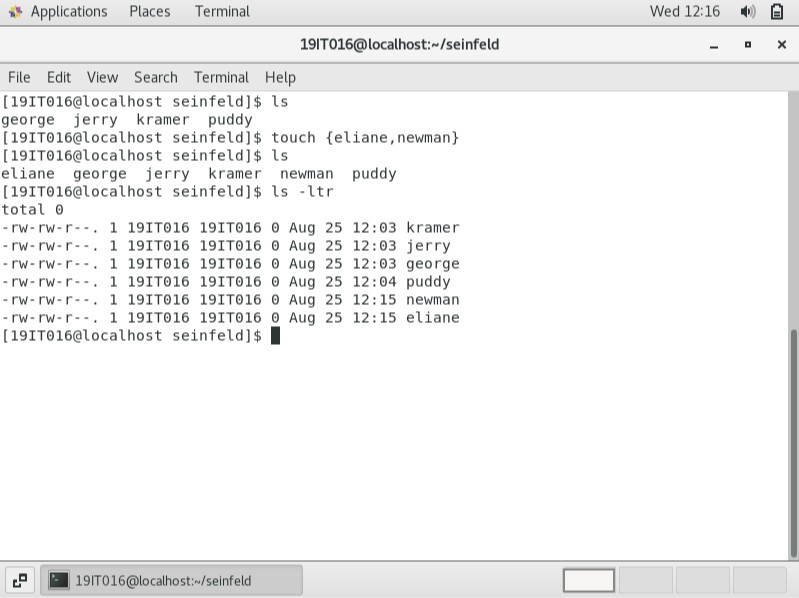 Applications Places Terminal Wed 12:16
19IT016@localhost:~/seinfeld
File Edit View Search Terminal Help
[19IT016@localhost seinfeld]$ ls
george  jerry  kramer  puddy
[19IT016@localhost seinfeld]$ touch {eliane,newman}
[19IT016@localhost seinfeld]$ ls
eliane  george  jerry  kramer  newman  puddy
[19IT016@localhost seinfeld]$ ls -ltr
total 0
-rw-rw-r--. 1 19IT016 19IT016 0 Aug 25 12:03 kramer
-rw-rw-r--. 1 19IT016 19IT016 0 Aug 25 12:03 jerry
-rw-rw-r--. 1 19IT016 19IT016 0 Aug 25 12:03 george
-rw-rw-r--. 1 19IT016 19IT016 0 Aug 25 12:04 puddy
-rw-rw-r--. 1 19IT016 19IT016 0 Aug 25 12:15 newman
-rw-rw-r--. 1 19IT016 19IT016 0 Aug 25 12:15 eliane
[19IT016@localhost seinfeld]$
19IT016@localhost:~/seinfeld